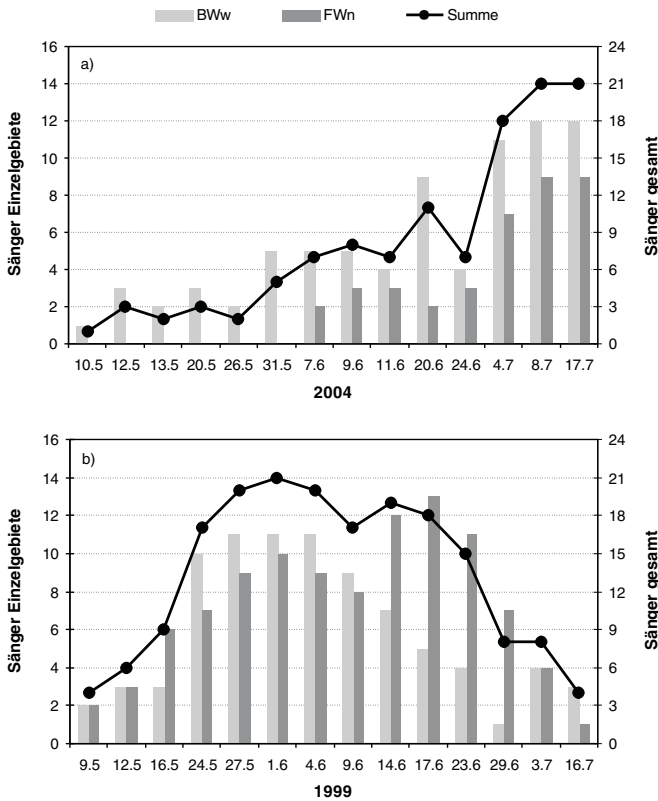 BWw FWn Summe
a)
16 14 12 10 8 6 4 2 0
Sänger Einzelgebiete
24 21 18 15 12 9 6 3 0
Sänger gesamt
10.5 12.5 13.5 20.5 26.5 31.5 7.6 9.6 11.6 20.6 24.6 4.7 8.7 17.7
2004
b)
16 14 12 10 8 6 4 2 0
Sänger Einzelgebiete
24 21 18 15 12 9 6 3 0
Sänger gesamt
9.5 12.5 16.5 24.5 27.5 1.6 4.6 9.6 14.6 17.6 23.6 29.6 3.7 16.7
1999